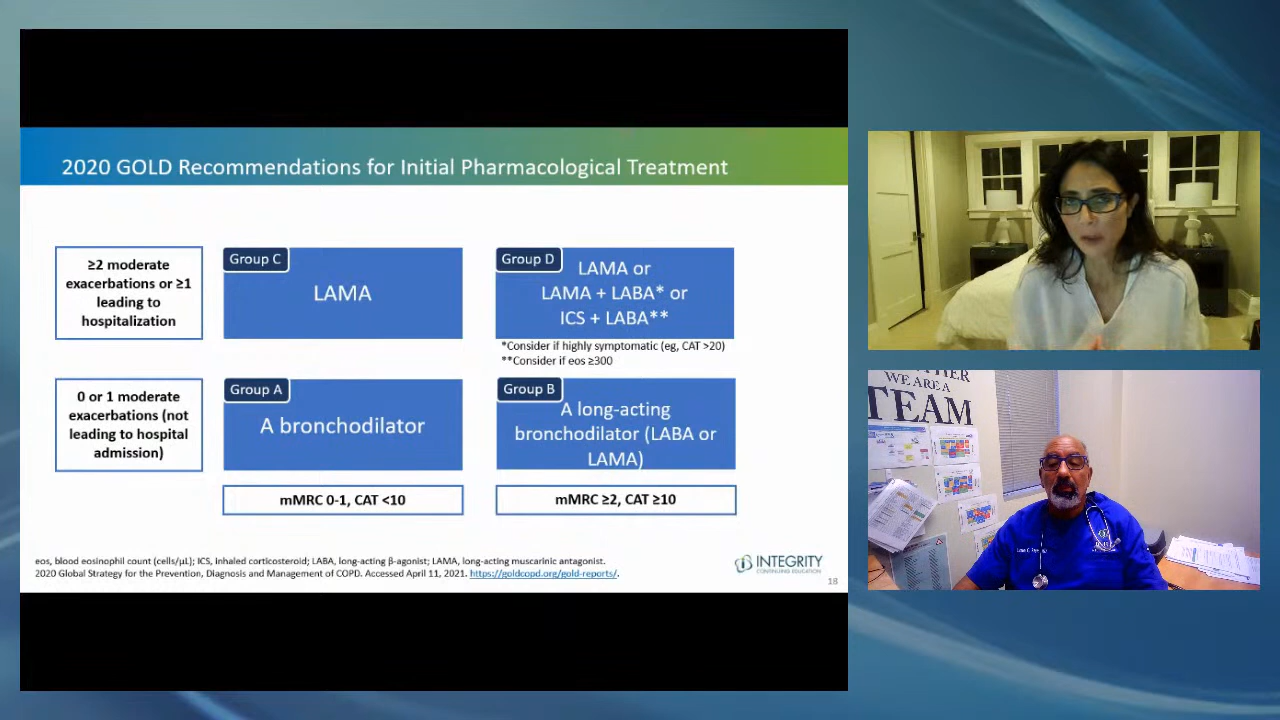 2020 GOLD Recommendations for Initial Pharmacological Treatment
≥2 moderate
exacerbations or ≥1
leading to
hospitalization
Group C
LAMA
Group D
LAMA or
LAMA + LABA* or
ICS + LABA**
*Consider if highly symptomatic (eg, CAT >20)
**Consider if eos ≥300
0 or 1 moderate
exacerbations (not
leading to hospital
admission)
Group A
A bronchodilator
Group B
A long-acting
bronchodilator (LABA or
LAMA)
mMRC 0-1, CAT <10
mMRC ≥2, CAT ≥10
eos, blood eosinophil count (cells/µL); ICS, inhaled corticosteroid; LABA, long-acting β-agonist; LAMA, long-acting muscarinic antagonist.
2020 Global Strategy for the Prevention, Diagnosis and Management of COPD. Accessed April 11, 2021. https://goldcopd.org/gold-reports/.
INTEGRITY
CONTINUING EDUCATION
18
WE ARE A
TEAM